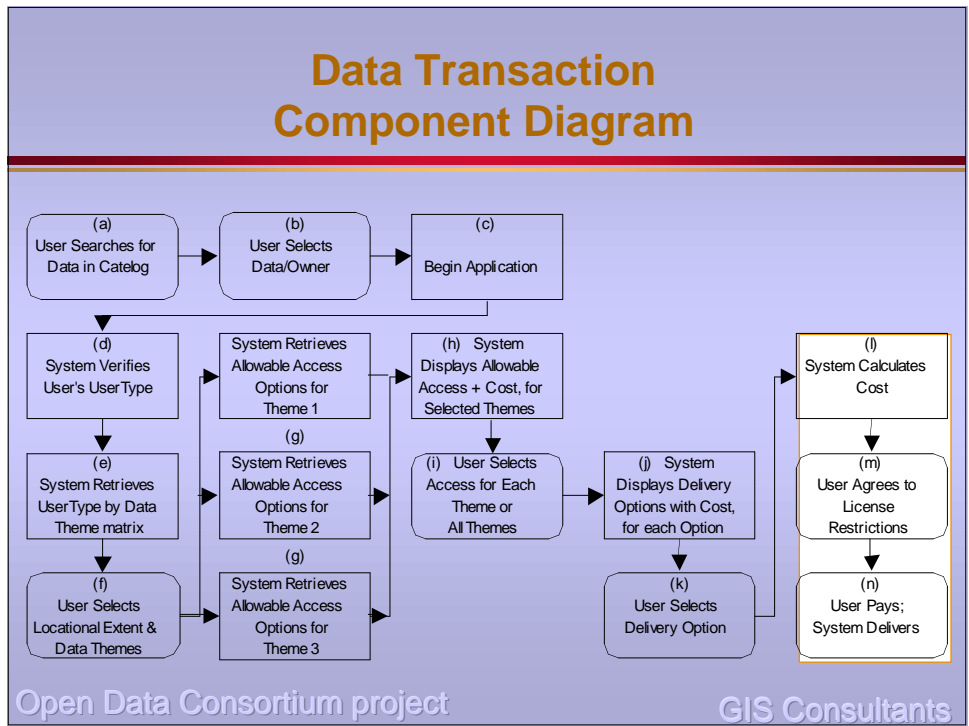 Data Transaction
Component Diagram
(a)
User Searches for
Data in Catelog
(b)
User Selects
Data/Owner
(c)
Begin Application
(d)
System Verifies
User's UserType
(e)
System Retrieves
UserType by Data
Theme matrix
(f)
User Selects
Locational Extent &
Data Themes
System Retrieves
Allowable Access
Options for
Theme 1
(g)
System Retrieves
Allowable Access
Options for
Theme 2
(g)
System Retrieves
Allowable Access
Options for
Theme 3
(h) System
Displays Allowable
Access + Cost, for
Selected Themes
(i) User Selects
Access for Each
Theme or
All Themes
(j) System
Displays Delivery
Options with Cost,
for each Option
(k)
User Selects
Delivery Option
(l)
System Calculates
Cost
(m)
User Agrees to
License
Restrictions
(n)
User Pays;
System Delivers
Open Data Consortium project
GIS Consultants